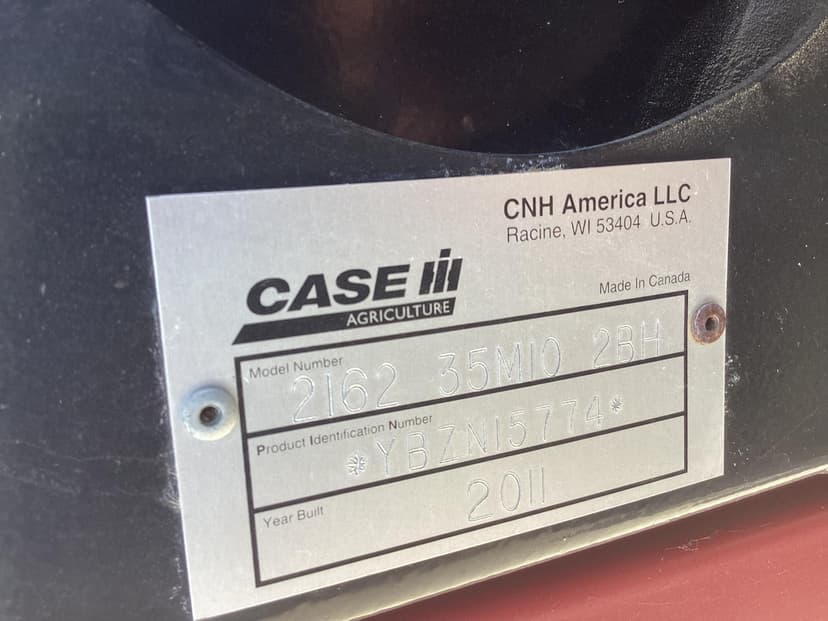 CNH America LLC
Racine, WI 53404 U.S.A.
CASE IH
AGRICULTURE
Made In Canada
Model Number
2162 35M10 2BH
Product Identification Number
*YBZN15774*
Year Built
2011